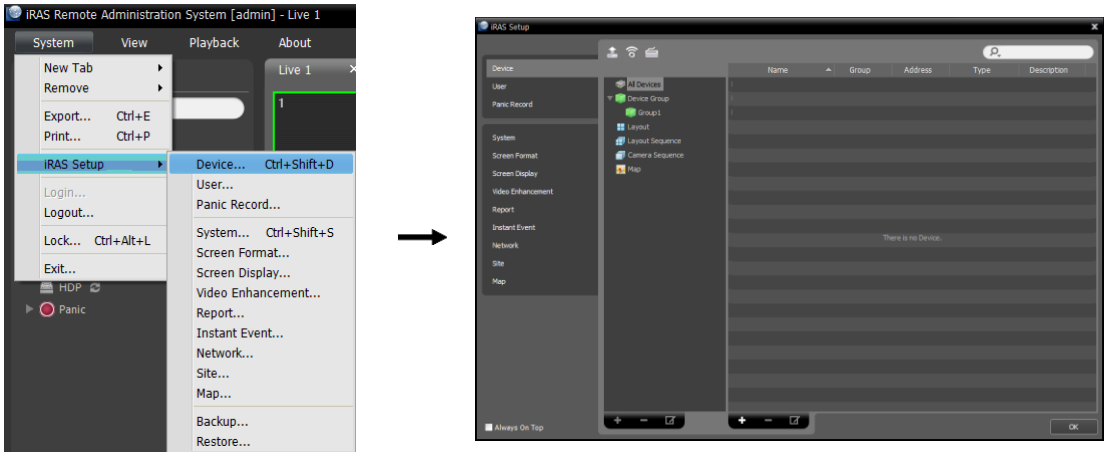 iRAS Remote Administration System [admin] - Live 1
System View Playback About
New Tab
Remove
Export... Ctrl+E
Print... Ctrl+P
iRAS Setup
Login...
Logout...
Lock... Ctrl+Alt+L
Exit...
HDP
Panic
Live 1 ×
1
Device... Ctrl+Shift+D
User...
Panic Record...
System... Ctrl+Shift+S
Screen Format...
Screen Display...
Video Enhancement...
Report...
Instant Event...
Network...
Site...
Map...
Backup...
Restore...
iRAS Setup
Device
User
Panic Record
System
Screen Format
Screen Display
Video Enhancement
Report
Instant Event
Network
Site
Map
Always On Top
All Devices
Device Group
Group1
Layout
Layout Sequence
Camera Sequence
Map
Name Group Address Type Description
There is no Device.
OK